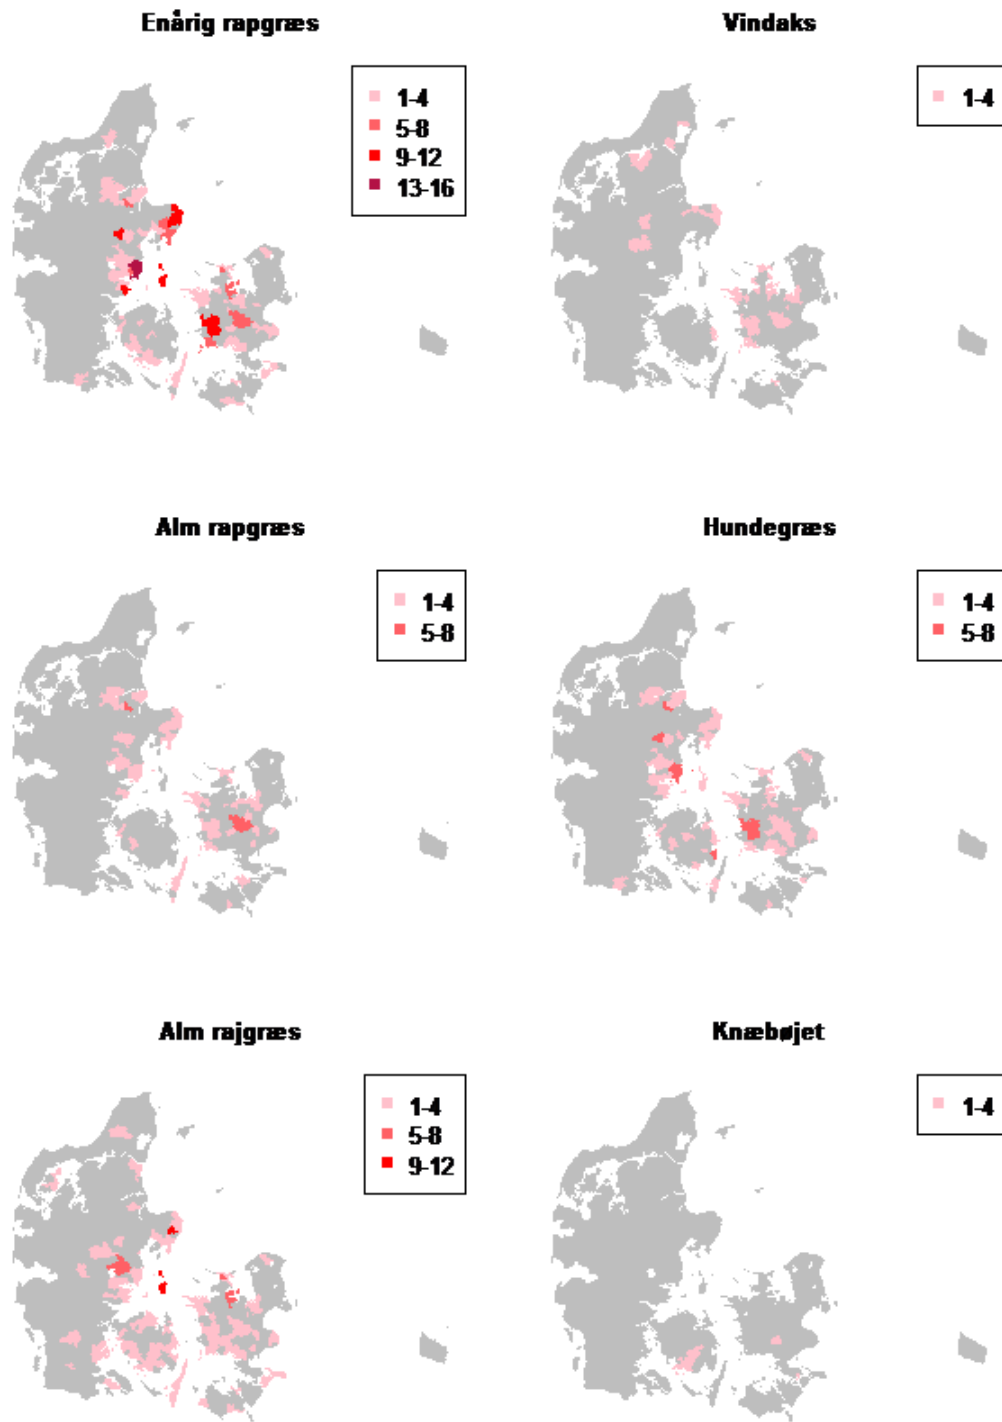 Enårig rapgræs
1-4
5-8
9-12
13-16
Vindaks
1-4
Alm rapgræs
1-4
5-8
Hundegræs
1-4
5-8
Alm rajgræs
1-4
5-8
9-12
Knæbøjet
1-4